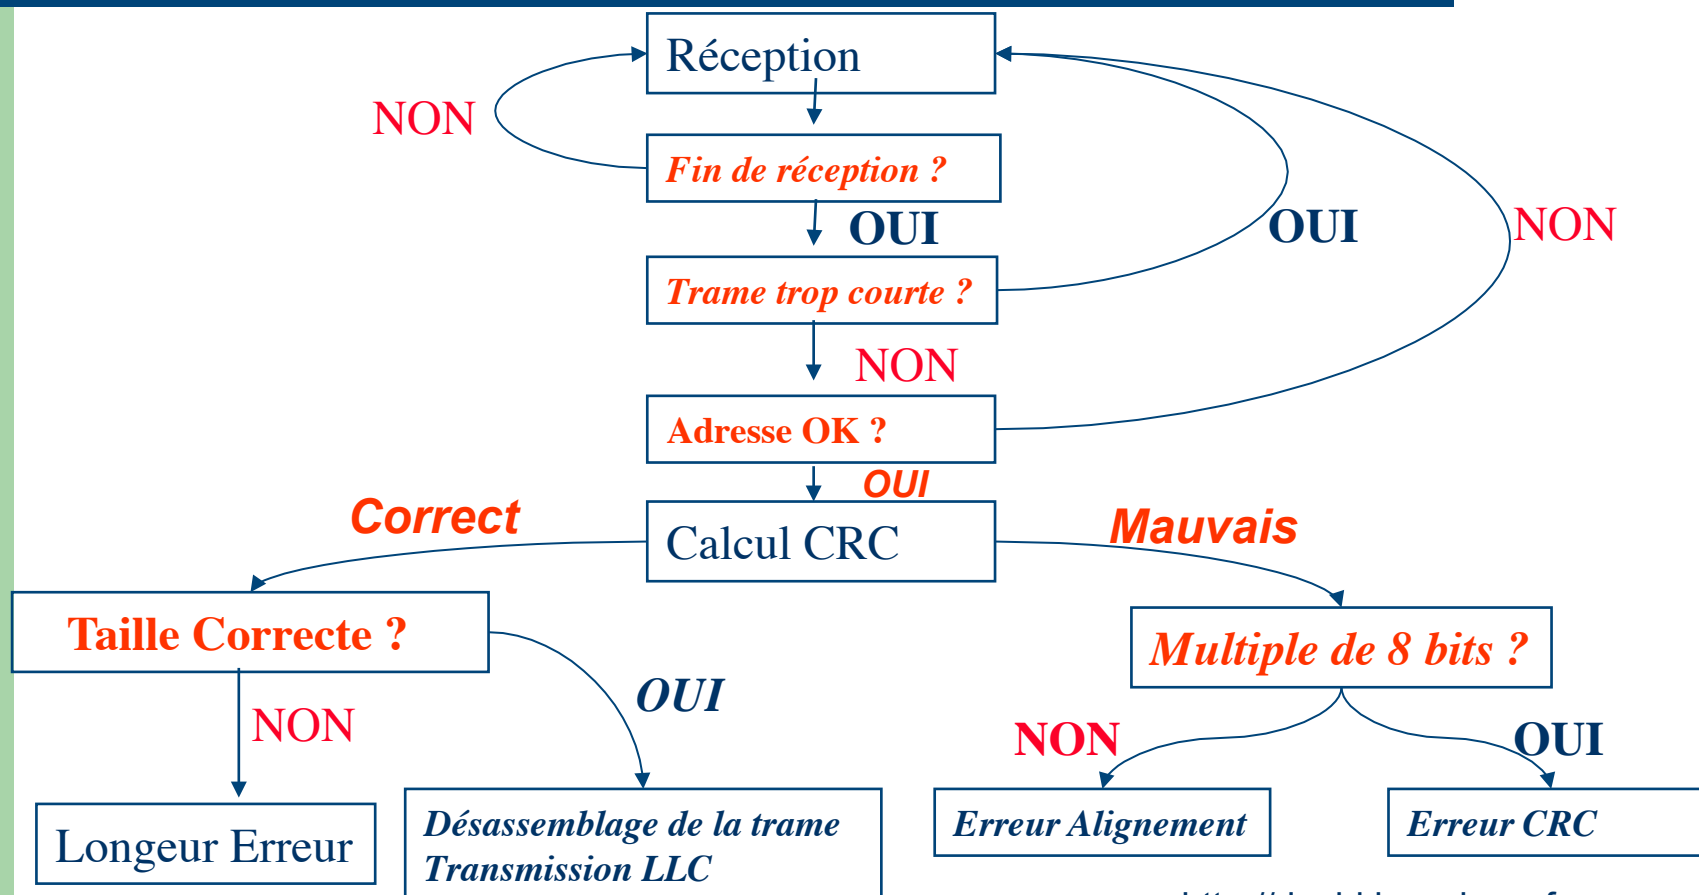 Réception
NON
Fin de réception ?
OUI
OUI
NON
Trame trop courte ?
NON
Adresse OK ?
OUI
Correct
Calcul CRC
Mauvais
Taille Correcte ?
Multiple de 8 bits ?
OUI
NON
NON
OUI
Longeur Erreur
Désassemblage de la trame
Transmission LLC
Erreur Alignement
Erreur CRC